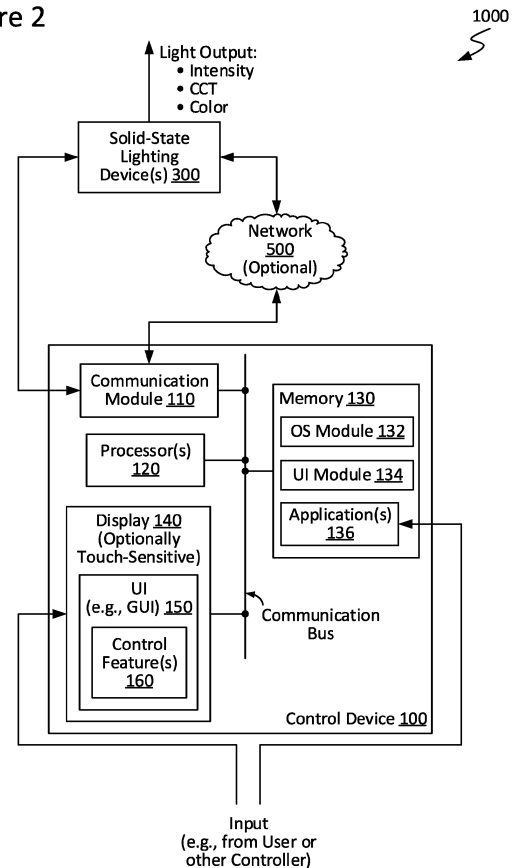 re 2
1000
Light Output:
• Intensity
• CCT
• Color
Solid-State
Lighting
Device(s) 300
Network
500
(Optional)
Communication
Module 110
Memory 130
OS Module 132
Processor(s)
120
UI Module 134
Application(s)
136
Display 140
(Optionally
Touch-Sensitive)
UI
(e.g., GUI) 150
Control
Feature(s)
160
Communication
Bus
Control Device 100
Input
(e.g., from User or
other Controller)